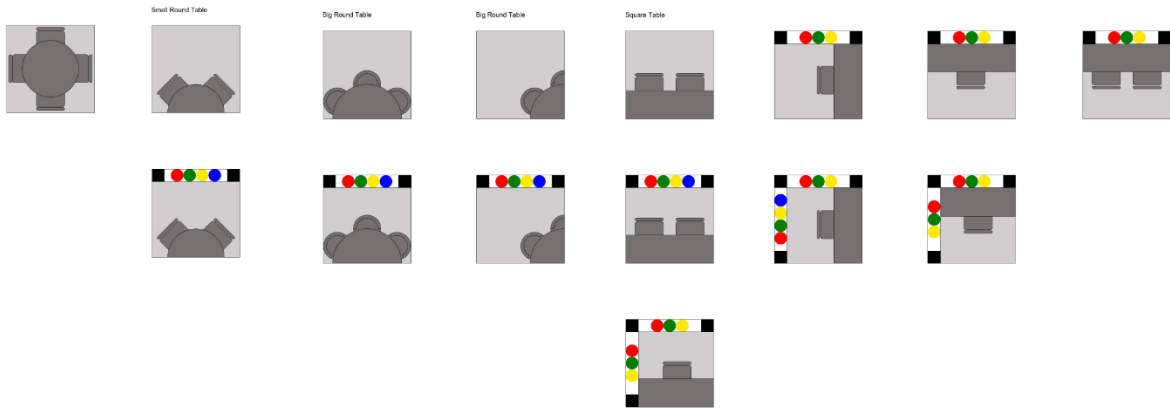 Small Round Table
Big Round Table
Big Round Table
Square Table